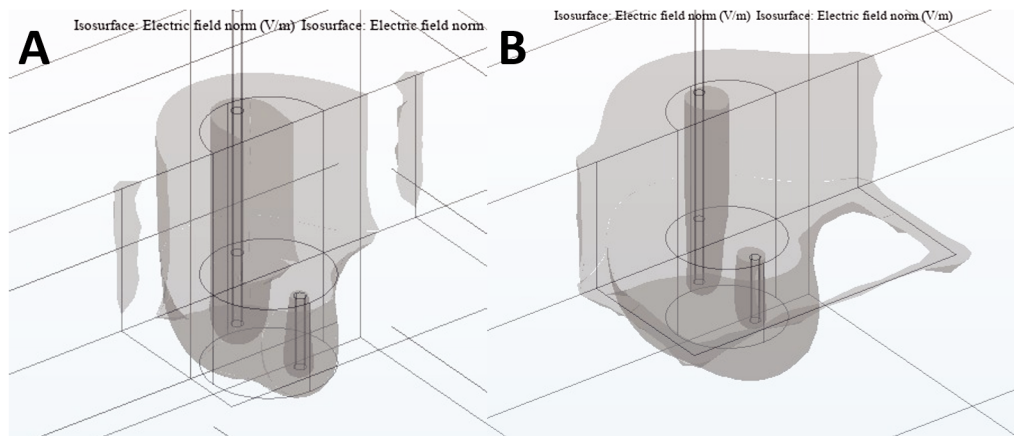 A
Isosurface: Electric field norm (V/m) Isosurface: Electric field norm
B
Isosurface: Electric field norm (V/m) Isosurface: Electric field norm (V/m)